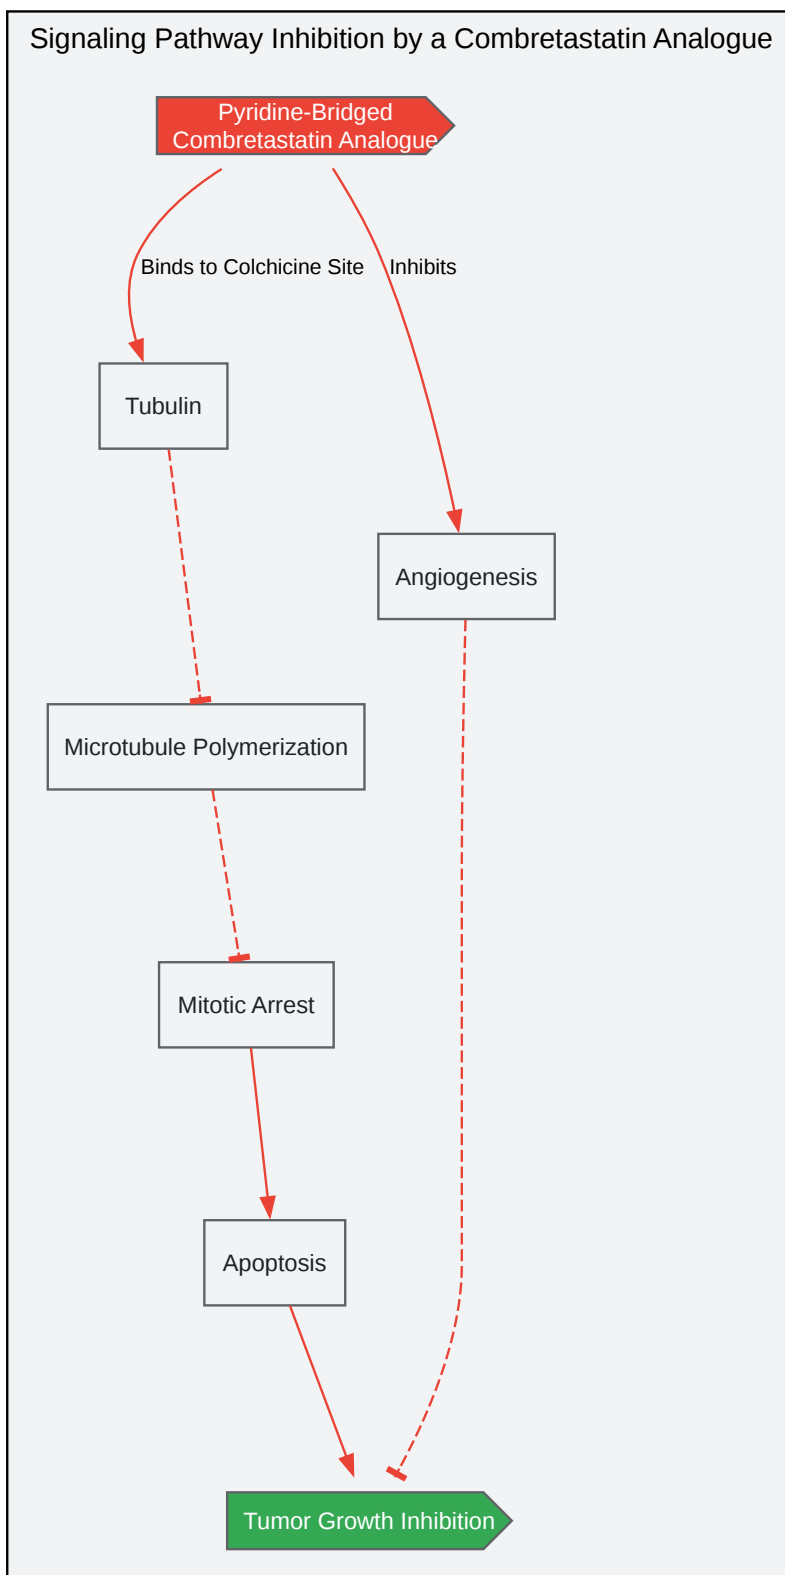 Signaling Pathway Inhibition by a Combretastatin Analogue
Pyridine-Bridged
Combretastatin Analogue
Binds to Colchicine Site
Inhibits
Tubulin
Angiogenesis
Microtubule Polymerization
Mitotic Arrest
Apoptosis
Tumor Growth Inhibition